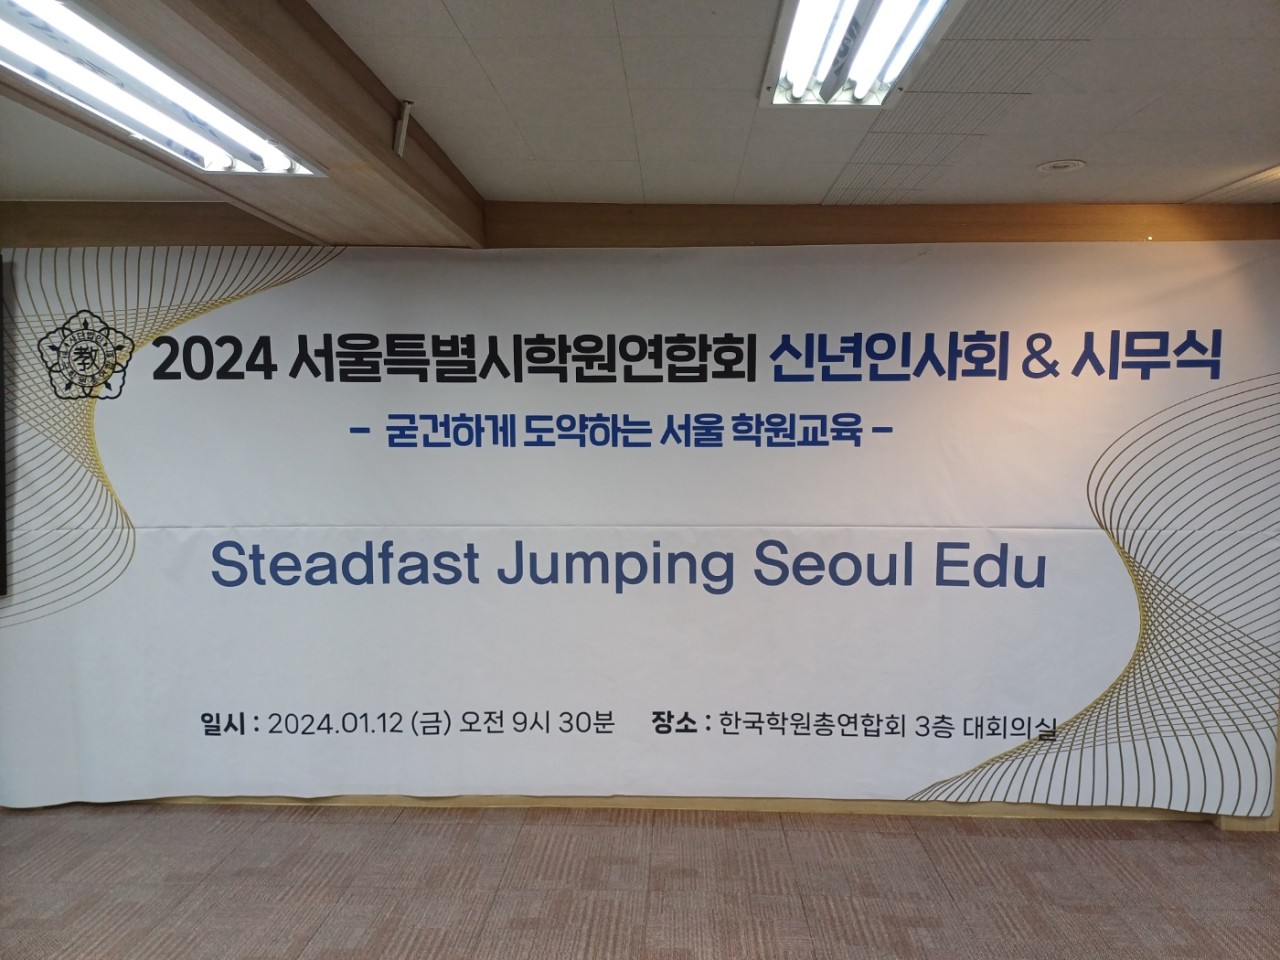 教
2024 서울특별시학원연합회 신년인사회 & 시무식
- 굳건하게 도약하는 서울 학원교육 -
Steadfast Jumping Seoul Edu
일시 : 2024.01.12 (금) 오전 9시 30분 장소 : 한국학원총연합회 3층 대회의실